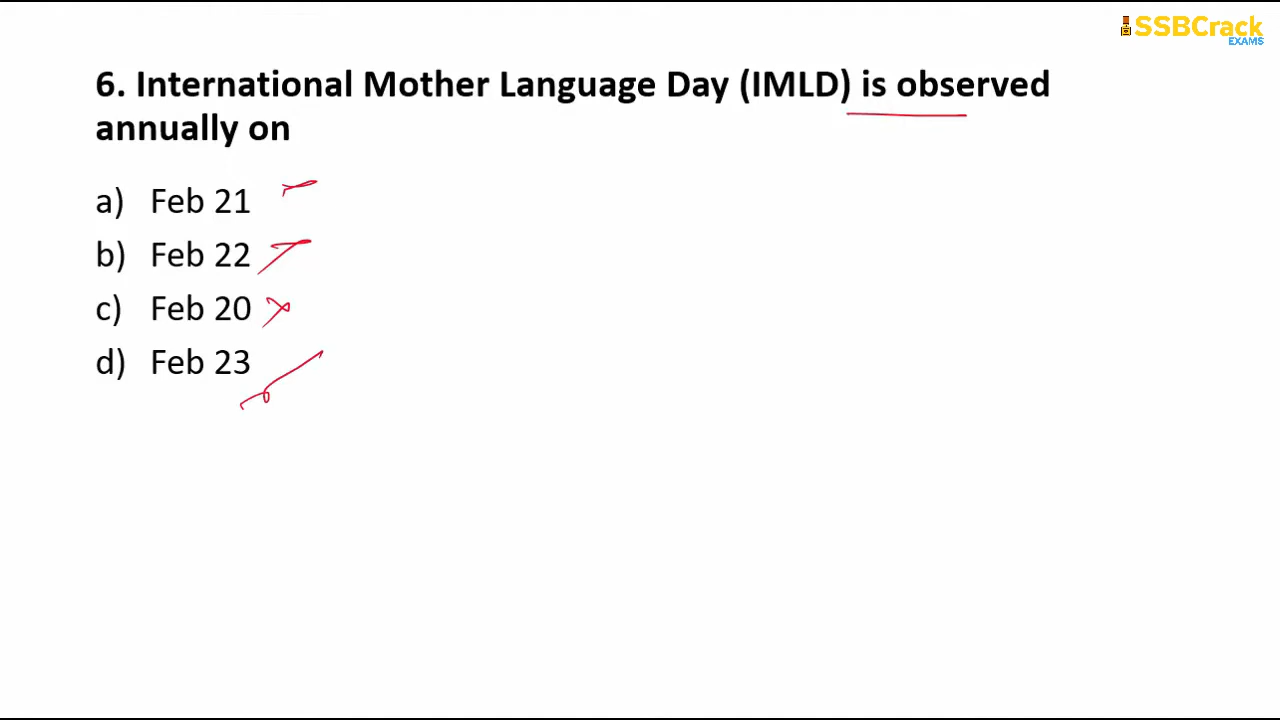 SSBCrack
EXAMS
6. International Mother Language Day (IMLD) is observed
annually on
a) Feb 21
b) Feb 22
c) Feb 20
d) Feb 23